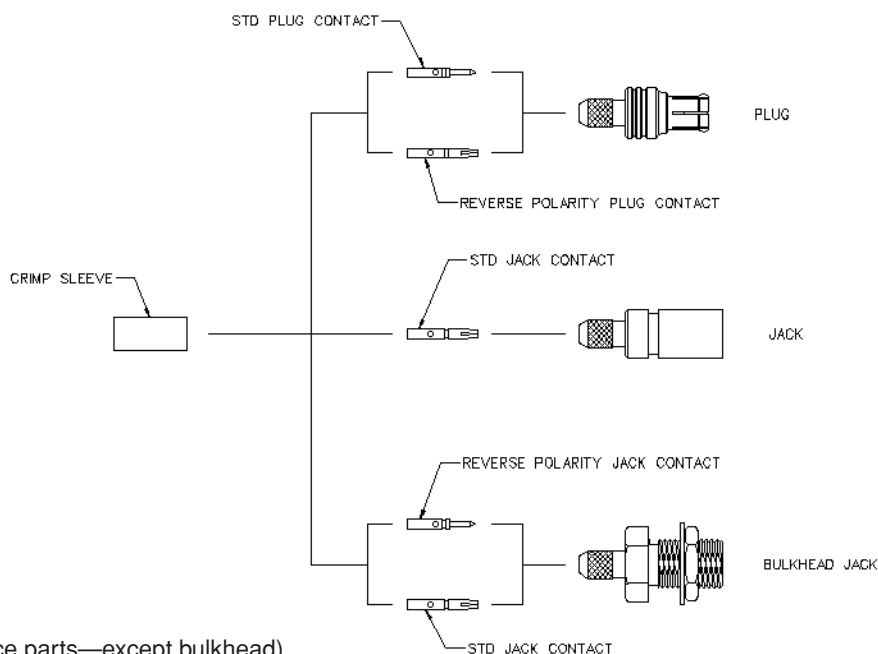 STD PLUG CONTACT
PLUG
REVERSE POLARITY PLUG CONTACT
STD JACK CONTACT
CRIMP SLEEVE
JACK
REVERSE POLARITY JACK CONTACT
BULKHEAD JACK
parts—except bulkhead)
STD JACK CONTACT